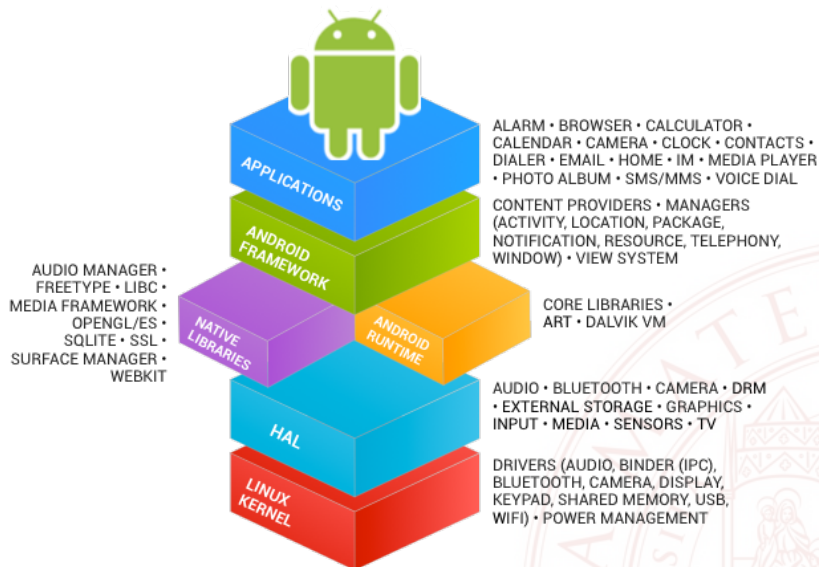 ALARM • BROWSER • CALCULATOR •
CALENDAR • CAMERA • CLOCK • CONTACTS •
DIALER • EMAIL • HOME • IM • MEDIA PLAYER
• PHOTO ALBUM • SMS/MMS • VOICE DIAL
APPLICATIONS
CONTENT PROVIDERS • MANAGERS
(ACTIVITY, LOCATION, PACKAGE,
NOTIFICATION, RESOURCE, TELEPHONY,
WINDOW) • VIEW SYSTEM
ANDROID
FRAMEWORK
AUDIO MANAGER •
FREETYPE • LIBC •
MEDIA FRAMEWORK •
OPENGL/ES •
SQLITE • SSL •
SURFACE MANAGER •
WEBKIT
NATIVE
LIBRARIES
ANDROID
RUNTIME
CORE LIBRARIES •
ART • DALVIK VM
HAL
AUDIO • BLUETOOTH • CAMERA • DRM
• EXTERNAL STORAGE • GRAPHICS •
INPUT • MEDIA • SENSORS • TV
LINUX
KERNEL
DRIVERS (AUDIO, BINDER (IPC),
BLUETOOTH, CAMERA, DISPLAY,
KEYPAD, SHARED MEMORY, USB,
WIFI) • POWER MANAGEMENT